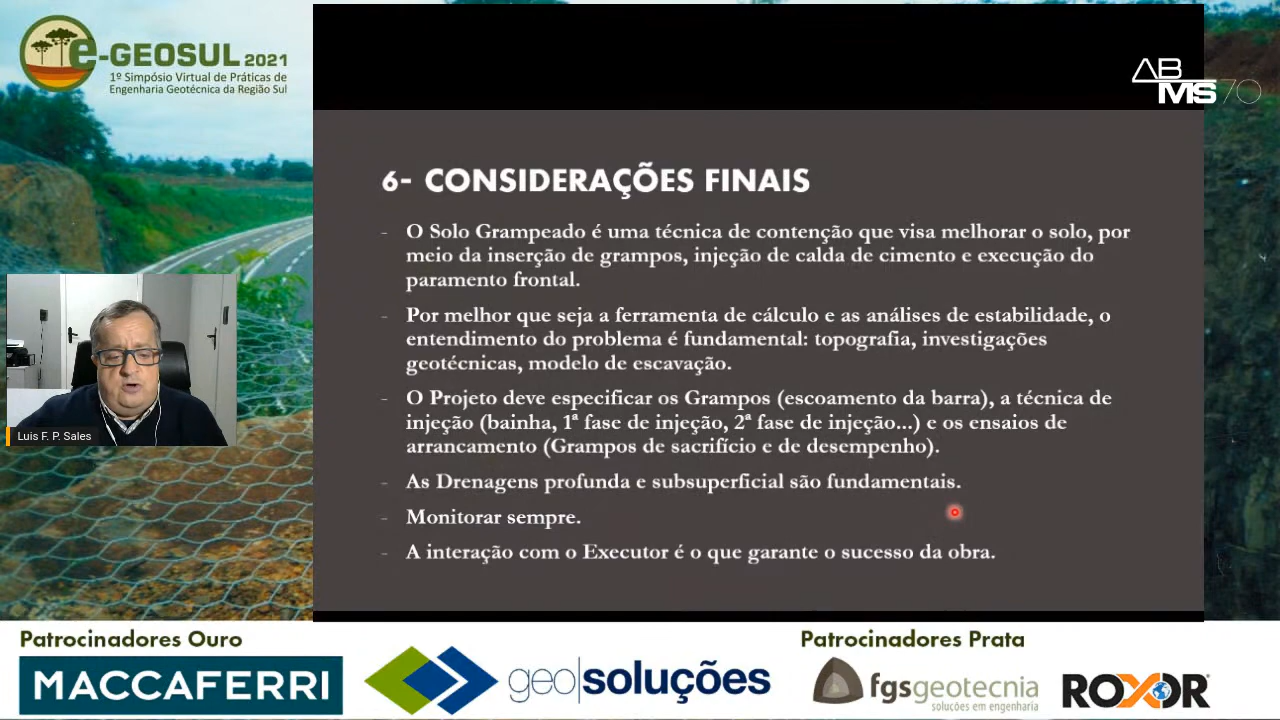 e-GEOSUL 2021
1º Simpósio Virtual de Práticas de
Engenharia Geotécnica da Região Sul
ABMS70
6- CONSIDERAÇÕES FINAIS
- O Solo Grampeado é uma técnica de contenção que visa melhorar o solo, por
meio da inserção de grampos, injeção de calda de cimento e execução do
paramento frontal.
- Por melhor que seja a ferramenta de cálculo e as análises de estabilidade, o
entendimento do problema é fundamental: topografia, investigações
geotécnicas, modelo de escavação.
- O Projeto deve especificar os Grampos (escoamento da barra), a técnica de
injeção (bainha, 1ª fase de injeção, 2ª fase de injeção...) e os ensaios de
arrancamento (Grampos de sacrifício e de desempenho).
- As Drenagens profunda e subsuperficial são fundamentais.
- Monitorar sempre.
- A interação com o Executor é o que garante o sucesso da obra.
Luis F. P. Sales
Patrocinadores Ouro
MACCAFERRI
geo|soluções
Patrocinadores Prata
fgsgeotecnia
soluções em engenharia
ROXOR